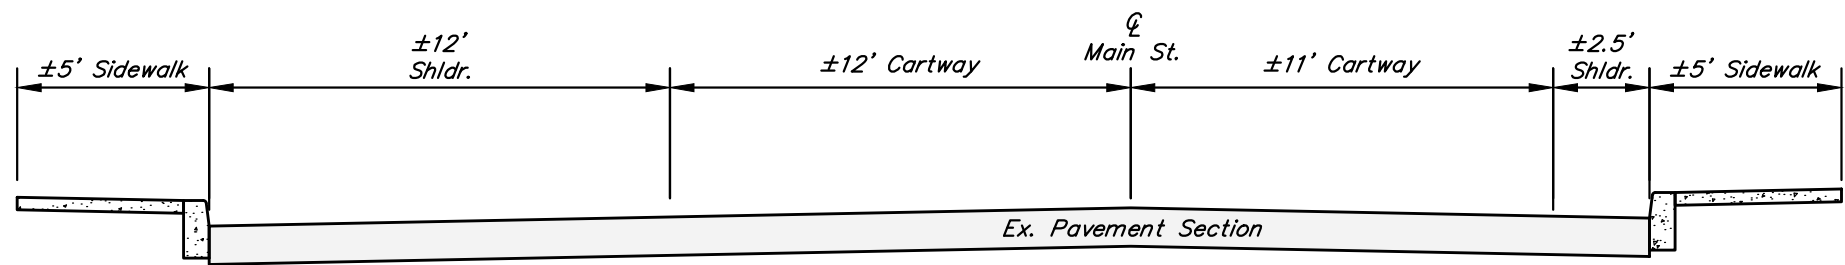 ±5' Sidewalk
±12'
Shldr.
±12' Cartway
℄
Main St.
±11' Cartway
±2.5'
Shldr.
±5' Sidewalk
Ex. Pavement Section